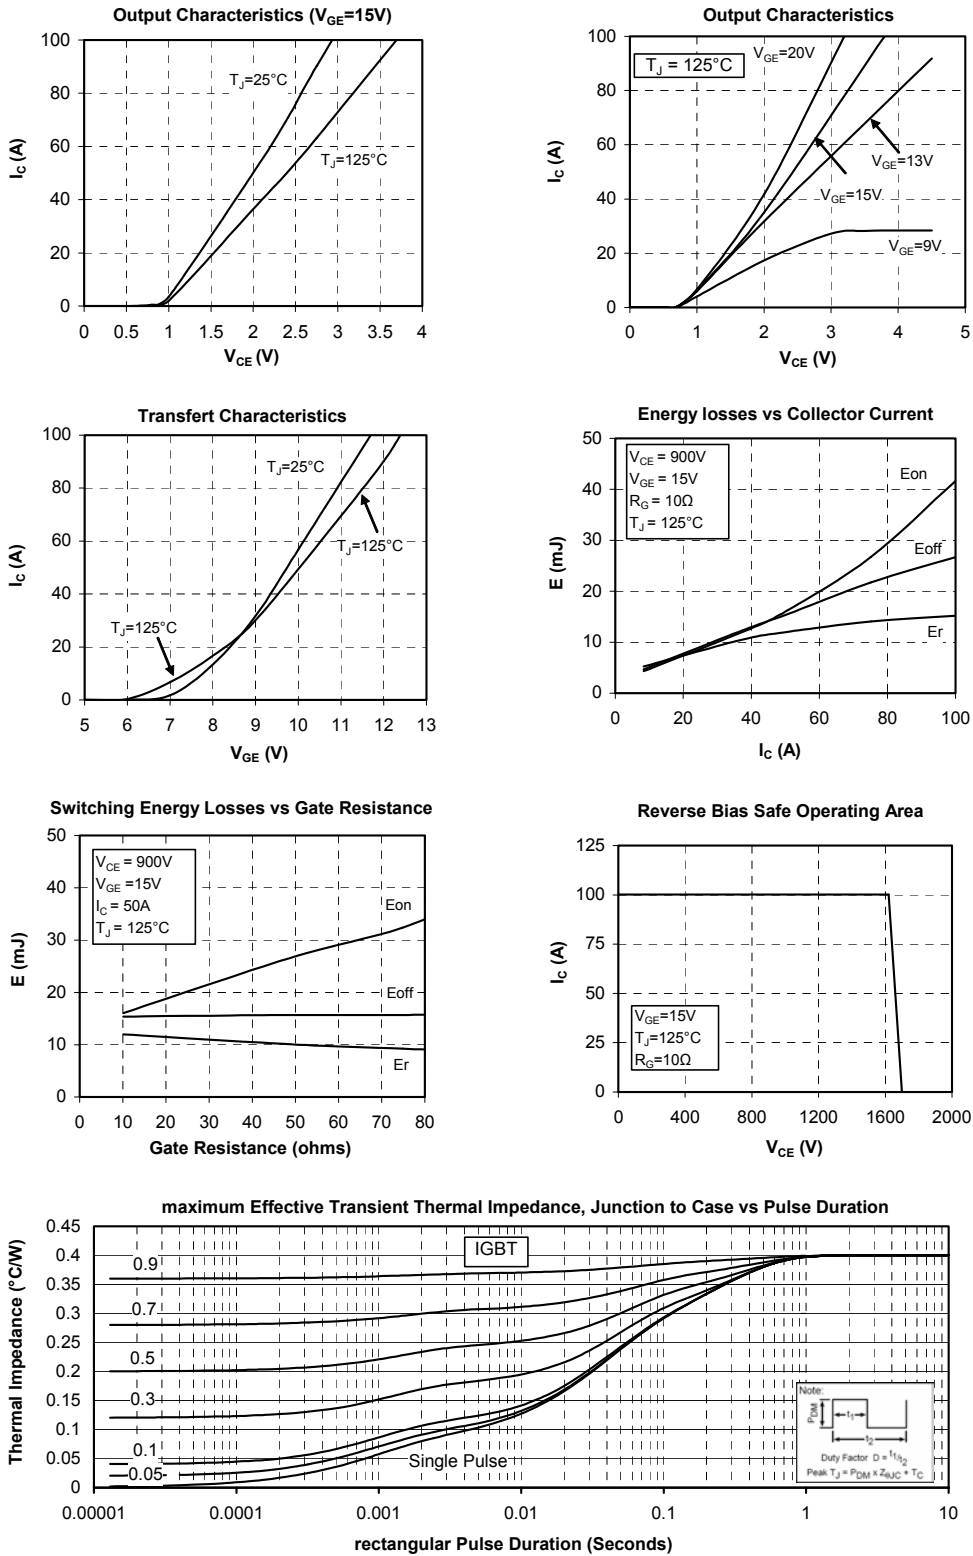 Output Characteristics (VGE=15V)
100
80
60
40
20
0
IC (A)
TJ=25°C
TJ=125°C
0 0.5 1 1.5 2 2.5 3 3.5 4
VCE (V)
Output Characteristics
100
80
60
40
20
0
IC (A)
TJ = 125°C
VGE=20V
VGE=13V
VGE=15V
VGE=9V
0 1 2 3 4 5
VCE (V)
Transfert Characteristics
100
80
60
40
20
0
IC (A)
TJ=25°C
TJ=125°C
TJ=125°C
5 6 7 8 9 10 11 12 13
VGE (V)
Energy losses vs Collector Current
50
40
30
20
10
0
E (mJ)
VCE = 900V
VGE = 15V
RG = 10Ω
TJ = 125°C
Eon
Eoff
Er
0 20 40 60 80 100
IC (A)
Switching Energy Losses vs Gate Resistance
50
40
30
20
10
0
E (mJ)
VCE = 900V
VGE =15V
IC = 50A
TJ = 125°C
Eon
Eoff
Er
0 10 20 30 40 50 60 70 80
Gate Resistance (ohms)
Reverse Bias Safe Operating Area
125
100
75
50
25
0
IC (A)
VGE=15V
TJ=125°C
RG=10Ω
0 400 800 1200 1600 2000
VCE (V)
maximum Effective Transient Thermal Impedance, Junction to Case vs Pulse Duration
0.45
0.4
0.35
0.3
0.25
0.2
0.15
0.1
0.05
0
Thermal Impedance (°C/W)
IGBT
0.9
0.7
0.5
0.3
0.1
0.05
Single Pulse
Note:
PDM
t1
t2
Duty Factor D = t1/t2
Peak TJ = PDM x ZθJC + TC
0.00001 0.0001 0.001 0.01 0.1 1 10
rectangular Pulse Duration (Seconds)